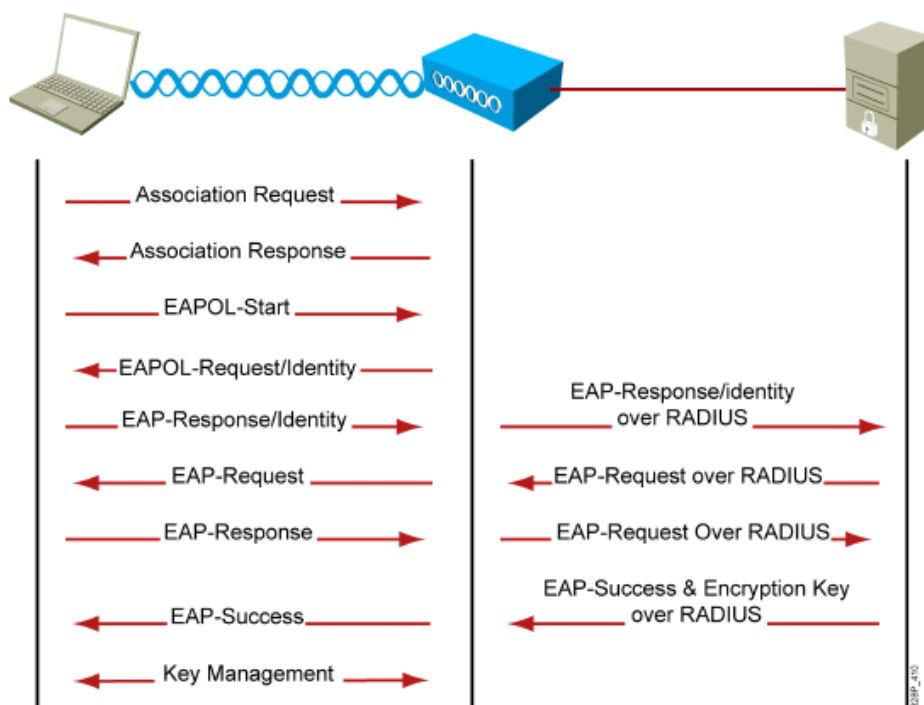 Association Request
Association Response
EAPOL-Start
EAPOL-Request/Identity
EAP-Response/identity
over RADIUS
EAP-Response/Identity
EAP-Request
EAP-Request over RADIUS
EAP-Response
EAP-Request Over RADIUS
EAP-Success & Encryption Key
over RADIUS
EAP-Success
Key Management